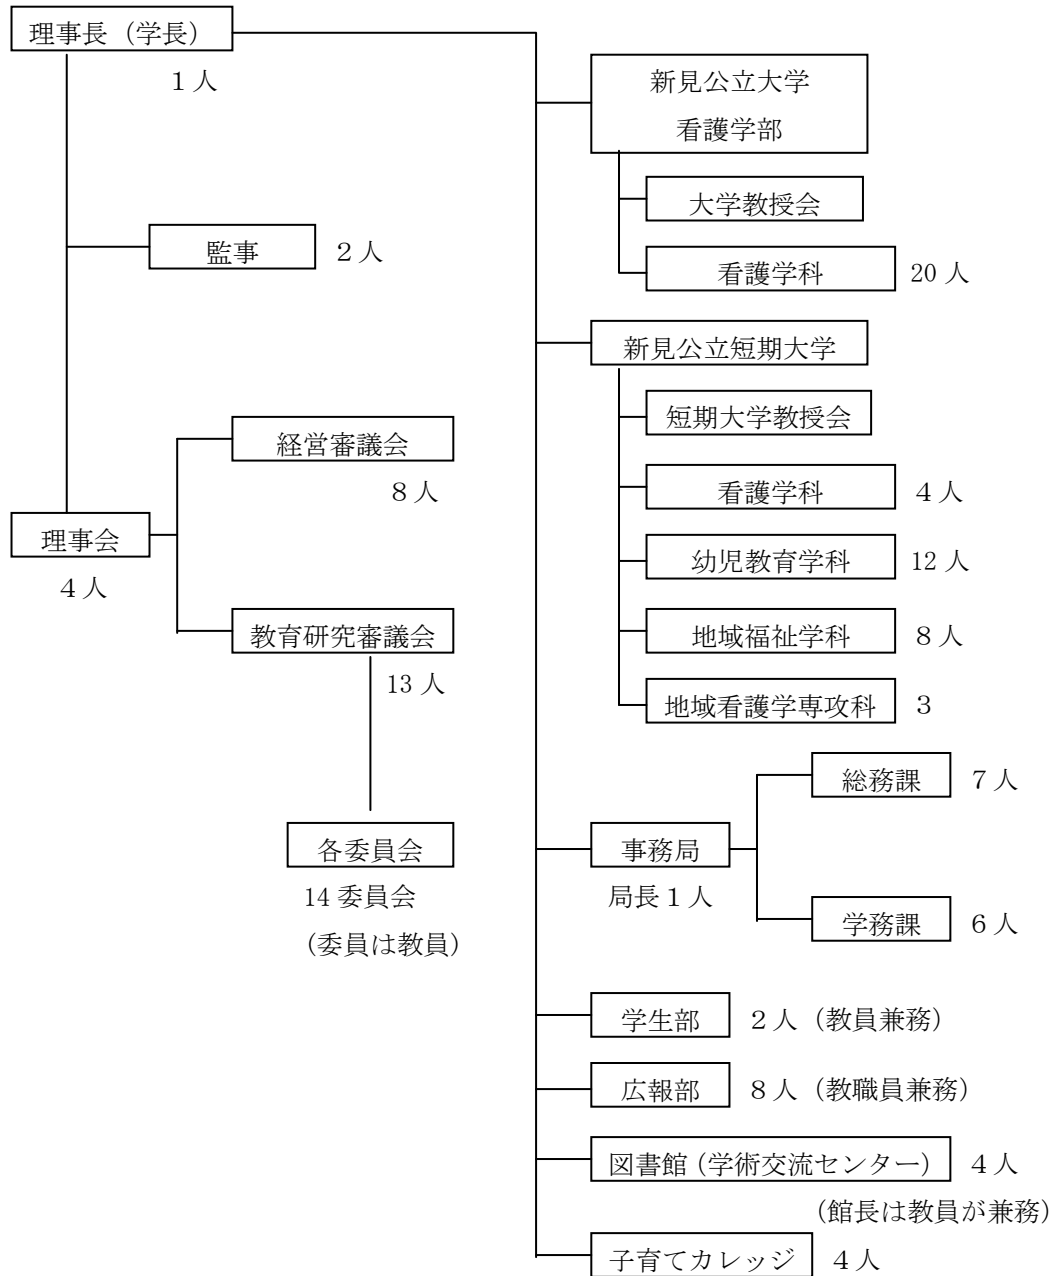 理事長（学長）
１人
監事 ２人
経営審議会
８人
理事会
４人
教育研究審議会
13 人
各委員会
14 委員会
（委員は教員）
新見公立大学
看護学部
大学教授会
看護学科 20 人
新見公立短期大学
短期大学教授会
看護学科 ４人
幼児教育学科 12 人
地域福祉学科 ８人
地域看護学専攻科 ３
総務課 ７人
事務局
局長１人
学務課 ６人
学生部 ２人（教員兼務）
広報部 ８人（教職員兼務）
図書館（学術交流センター） ４人
（館長は教員が兼務）
子育てカレッジ ４人